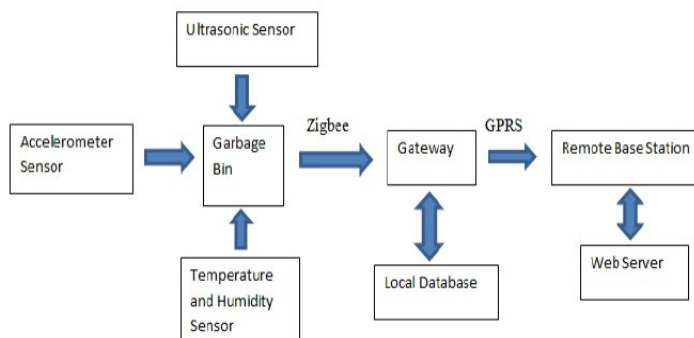 Ultrasonic Sensor
Zigbee
GPRS
Accelerometer
Sensor
Garbage
Bin
Gateway
Remote Base Station
Temperature
and Humidity
Sensor
Local Database
Web Server